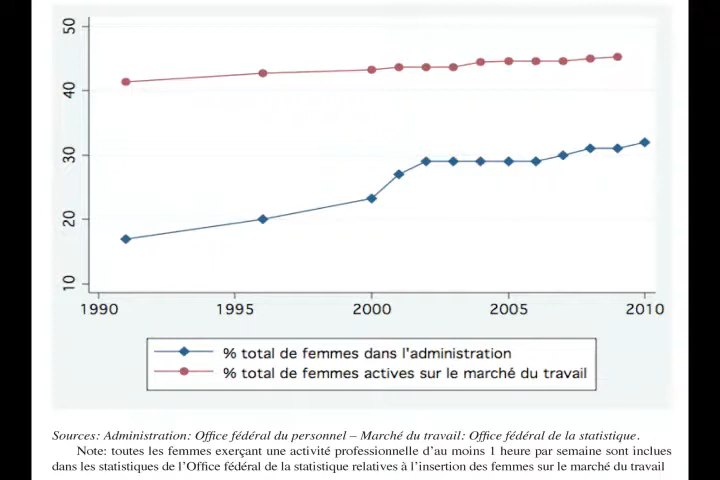 50
40
30
20
10
1990 1995 2000 2005 2010
% total de femmes dans l'administration
% total de femmes actives sur le marché du travail
Sources: Administration: Office fédéral du personnel – Marché du travail: Office fédéral de la statistique.
Note: toutes les femmes exerçant une activité professionnelle d'au moins 1 heure par semaine sont inclues
dans les statistiques de l'Office fédéral de la statistique relatives à l'insertion des femmes sur le marché du travail